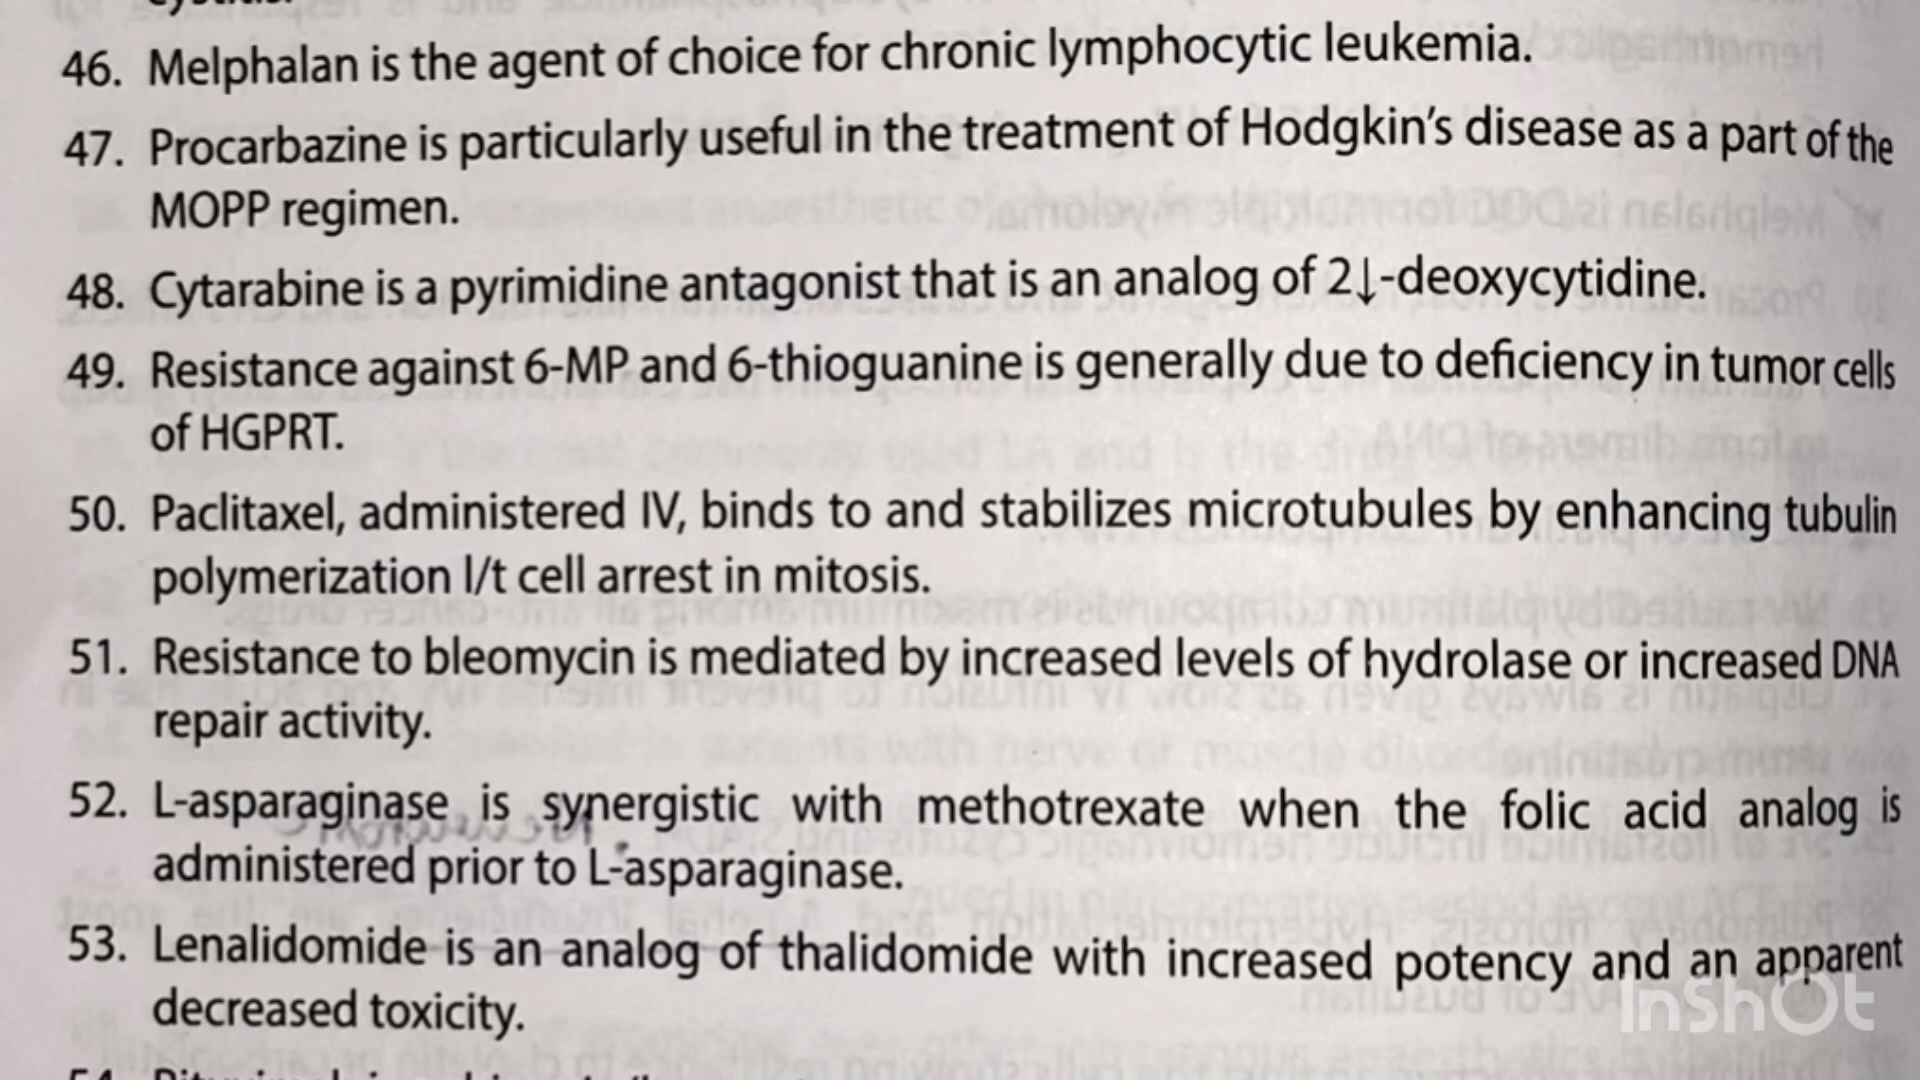 46. Melphalan is the agent of choice for chronic lymphocytic leukemia.
47. Procarbazine is particularly useful in the treatment of Hodgkin's disease as a part of the
MOPP regimen.
48. Cytarabine is a pyrimidine antagonist that is an analog of 2↓-deoxycytidine.
49. Resistance against 6-MP and 6-thioguanine is generally due to deficiency in tumor cells
of HGPRT.
50. Paclitaxel, administered IV, binds to and stabilizes microtubules by enhancing tubulin
polymerization l/t cell arrest in mitosis.
51. Resistance to bleomycin is mediated by increased levels of hydrolase or increased DNA
repair activity.
52. L-asparaginase is synergistic with methotrexate when the folic acid analog is
administered prior to L-asparaginase.
53. Lenalidomide is an analog of thalidomide with increased potency and an apparent
decreased toxicity.
InShOt